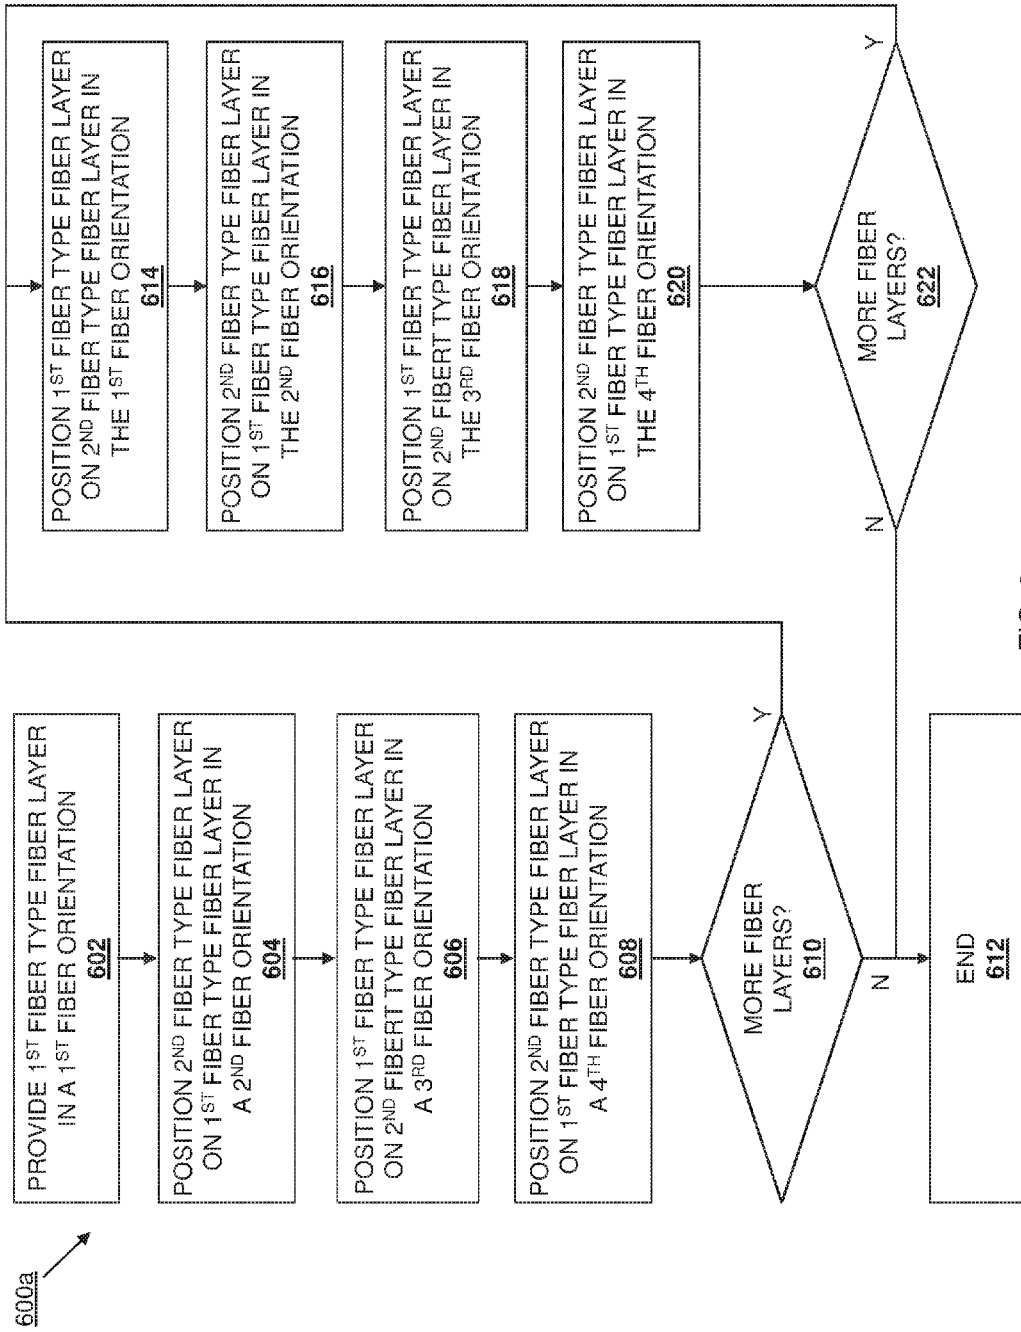 600a
PROVIDE 1ST FIBER TYPE FIBER LAYER
IN A 1ST FIBER ORIENTATION
602
POSITION 2ND FIBER TYPE FIBER LAYER
ON 1ST FIBER TYPE FIBER LAYER IN
A 2ND FIBER ORIENTATION
604
POSITION 1ST FIBER TYPE FIBER LAYER
ON 2ND FIBERT TYPE FIBER LAYER IN
A 3RD FIBER ORIENTATION
606
POSITION 2ND FIBER TYPE FIBER LAYER
ON 1ST FIBER TYPE FIBER LAYER IN
A 4TH FIBER ORIENTATION
608
MORE FIBER
LAYERS?
610
Y
N
END
612
POSITION 1ST FIBER TYPE FIBER LAYER
ON 2ND FIBER TYPE FIBER LAYER IN
THE 1ST FIBER ORIENTATION
614
POSITION 2ND FIBER TYPE FIBER LAYER
ON 1ST FIBER TYPE FIBER LAYER IN
THE 2ND FIBER ORIENTATION
616
POSITION 1ST FIBER TYPE FIBER LAYER
ON 2ND FIBERT TYPE FIBER LAYER IN
THE 3RD FIBER ORIENTATION
618
POSITION 2ND FIBER TYPE FIBER LAYER
ON 1ST FIBER TYPE FIBER LAYER IN
THE 4TH FIBER ORIENTATION
620
MORE FIBER
LAYERS?
622
N
Y